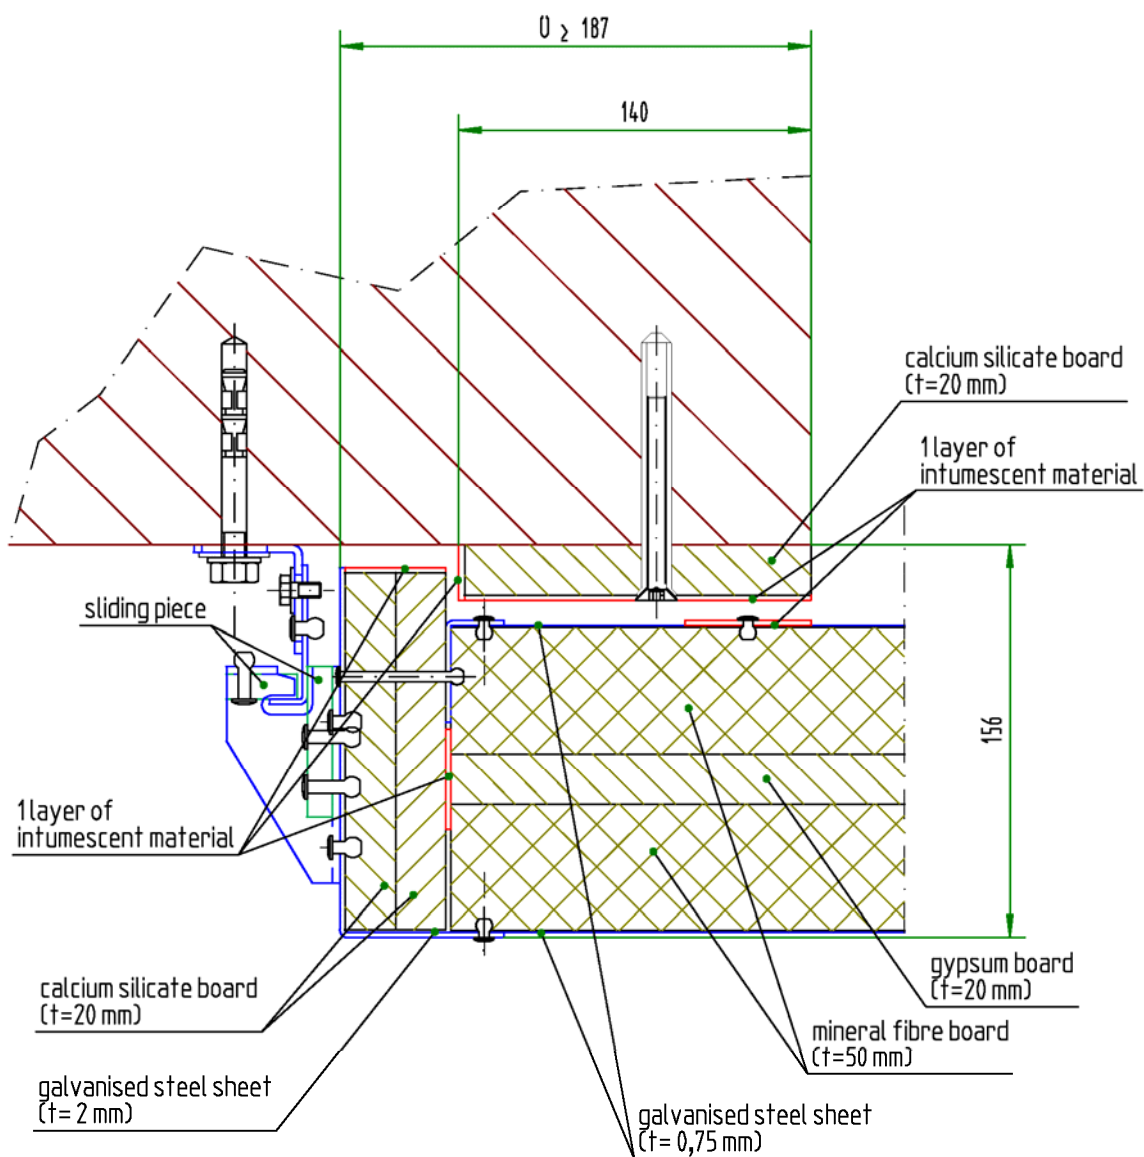 Ü ≥ 187
140
calcium silicate board
(t=20 mm)
1 layer of
intumescent material
sliding piece
156
1 layer of
intumescent material
calcium silicate board
(t=20 mm)
gypsum board
(t=20 mm)
mineral fibre board
(t=50 mm)
galvanised steel sheet
(t= 2 mm)
galvanised steel sheet
(t= 0,75 mm)